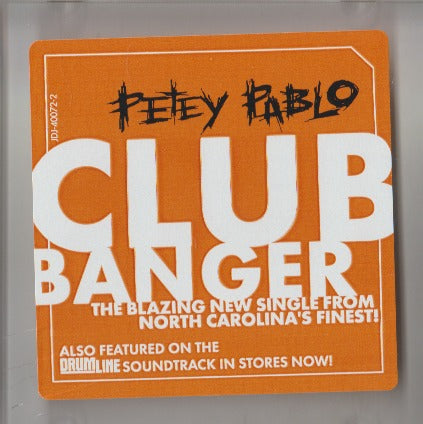 JDJ-40072-2
PETEY PABLO
CLUB
BANGER
THE BLAZING NEW SINGLE FROM
NORTH CAROLINA'S FINEST!
ALSO FEATURED ON THE
DRUMLINE SOUNDTRACK IN STORES NOW!